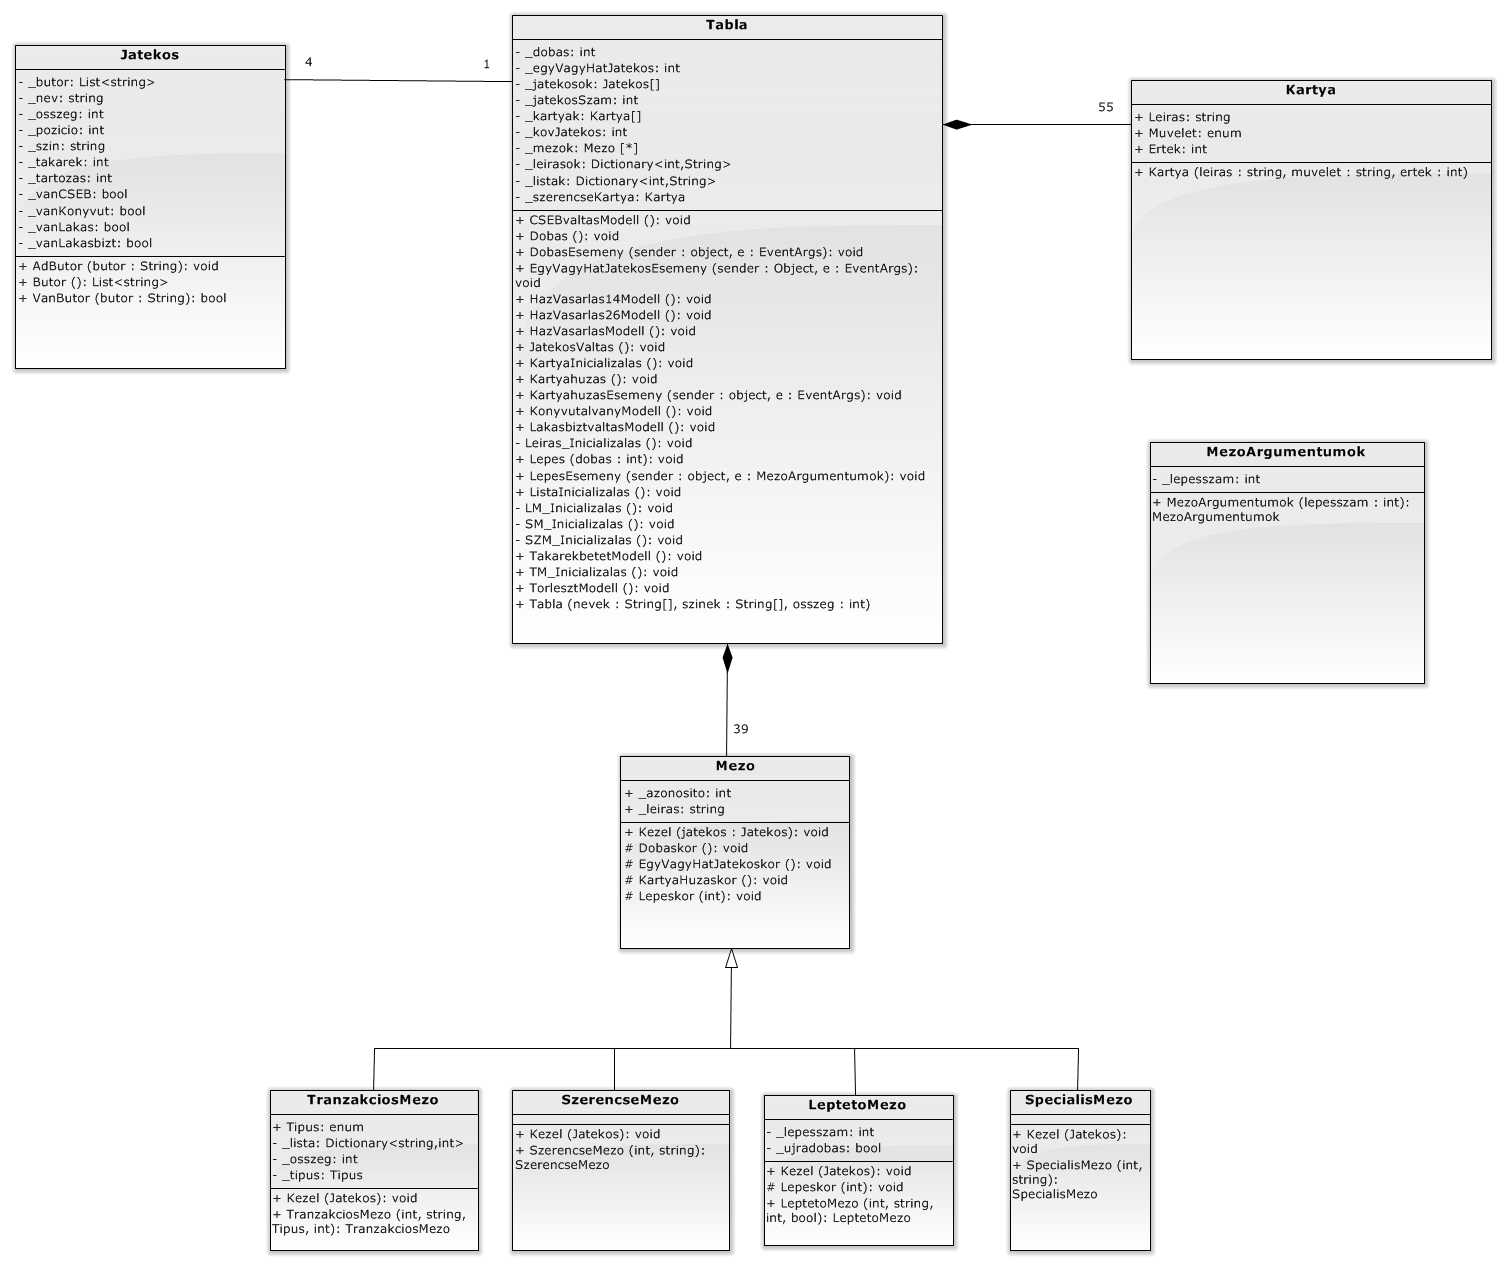 Jatekos
- _butor: List<string>
- _nev: string
- _osszeg: int
- _pozicio: int
- _szin: string
- _takarek: int
- _tartozas: int
- _vanCSEB: bool
- _vanKonyvut: bool
- _vanLakas: bool
- _vanLakasbizt: bool
+ AdButor (butor : String): void
+ Butor (): List<string>
+ VanButor (butor : String): bool
4
1
Tabla
- _dobas: int
- _egyVagyHatJatekos: int
- _jatekosok: Jatekos[]
- _jatekosSzam: int
- _kartyak: Kartya[]
- _kovJatekos: int
- _mezok: Mezo [*]
- _leirasok: Dictionary<int,String>
- _listak: Dictionary<int,String>
- _szerencseKartya: Kartya
+ CSEBvaltasModell (): void
+ Dobas (): void
+ DobasEsemeny (sender : object, e : EventArgs): void
+ EgyVagyHatJatekosEsemeny (sender : Object, e : EventArgs):
void
+ HazVasarlas14Modell (): void
+ HazVasarlas26Modell (): void
+ HazVasarlasModell (): void
+ JatekosValtas (): void
+ KartyaInicializalas (): void
+ Kartyahuzas (): void
+ KartyahuzasEsemeny (sender : object, e : EventArgs): void
+ KonyvutalvanyModell (): void
+ LakasbiztvaltasModell (): void
- Leiras_Inicializalas (): void
+ Lepes (dobas : int): void
+ LepesEsemeny (sender : object, e : MezoArgumentumok): void
+ ListaInicializalas (): void
- LM_Inicializalas (): void
- SM_Inicializalas (): void
- SZM_Inicializalas (): void
+ TakarekbetetModell (): void
+ TM_Inicializalas (): void
+ TorlesztModell (): void
+ Tabla (nevek : String[], szinek : String[], osszeg : int)
55
Kartya
+ Leiras: string
+ Muvelet: enum
+ Ertek: int
+ Kartya (leiras : string, muvelet : string, ertek : int)
MezoArgumentumok
- _lepesszam: int
+ MezoArgumentumok (lepesszam : int):
MezoArgumentumok
39
Mezo
+ _azonosito: int
+ _leiras: string
+ Kezel (jatekos : Jatekos): void
# Dobaskor (): void
# EgyVagyHatJatekoskor (): void
# KartyaHuzaskor (): void
# Lepeskor (int): void
TranzakciosMezo
+ Tipus: enum
- _lista: Dictionary<string,int>
- _osszeg: int
- _tipus: Tipus
+ Kezel (Jatekos): void
+ TranzakciosMezo (int, string,
Tipus, int): TranzakciosMezo
SzerencseMezo
+ Kezel (Jatekos): void
+ SzerencseMezo (int, string):
SzerencseMezo
LeptetoMezo
- _lepesszam: int
- _ujradobas: bool
+ Kezel (Jatekos): void
# Lepeskor (int): void
+ LeptetoMezo (int, string,
int, bool): LeptetoMezo
SpecialisMezo
+ Kezel (Jatekos):
void
+ SpecialisMezo (int,
string):
SpecialisMezo